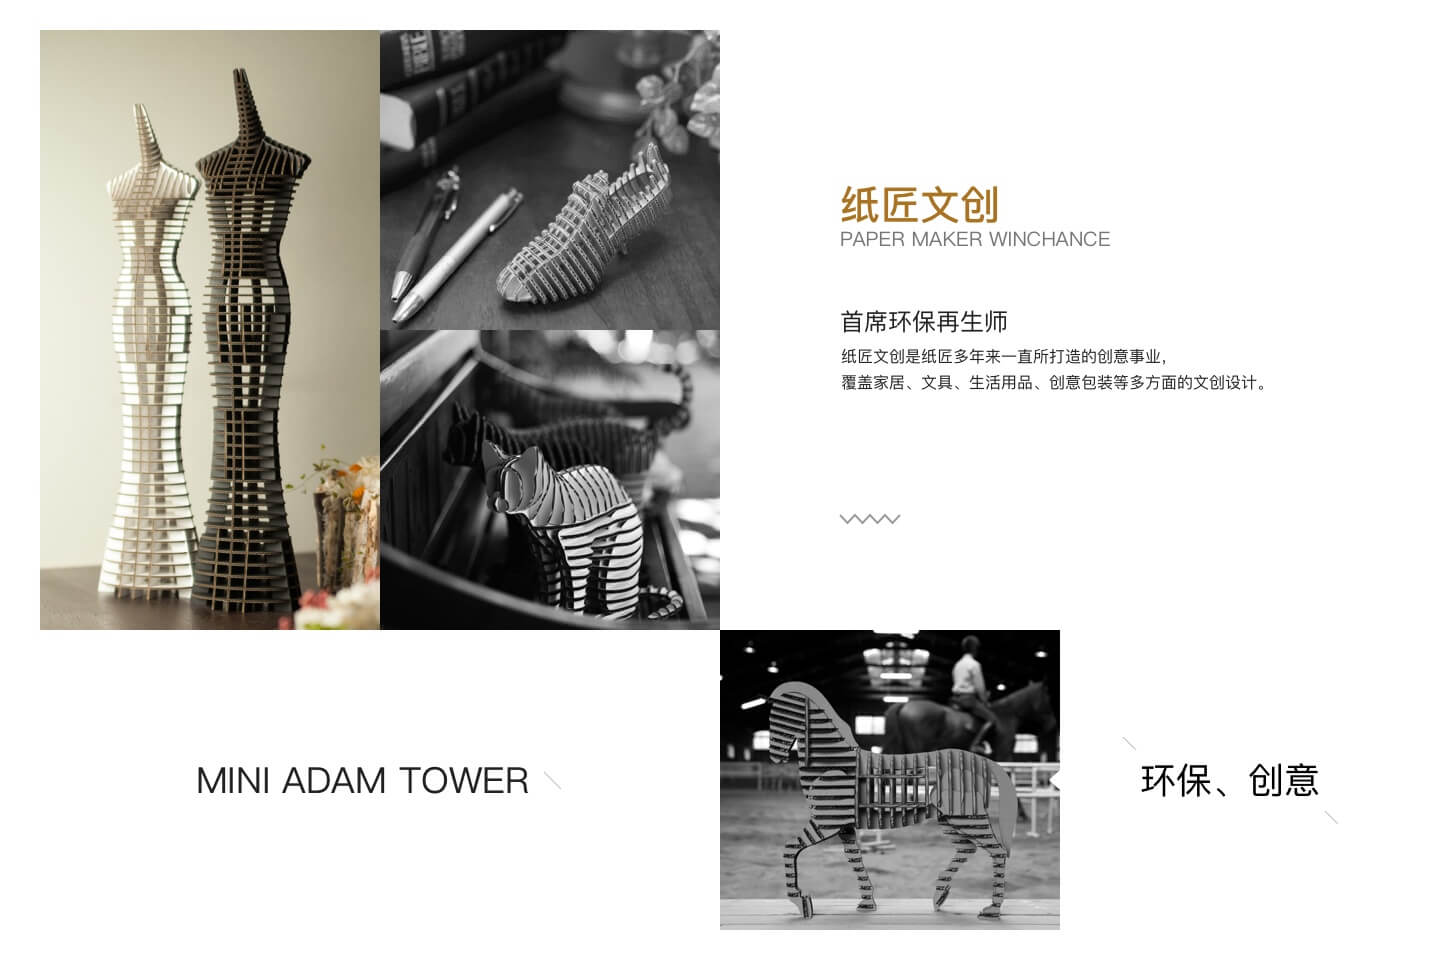 纸匠文创
PAPER MAKER WINCHANCE
首席环保再生师
纸匠文创是纸匠多年来一直所打造的创意事业，
覆盖家居、文具、生活用品、创意包装等多方面的文创设计。
MINI ADAM TOWER
环保、创意